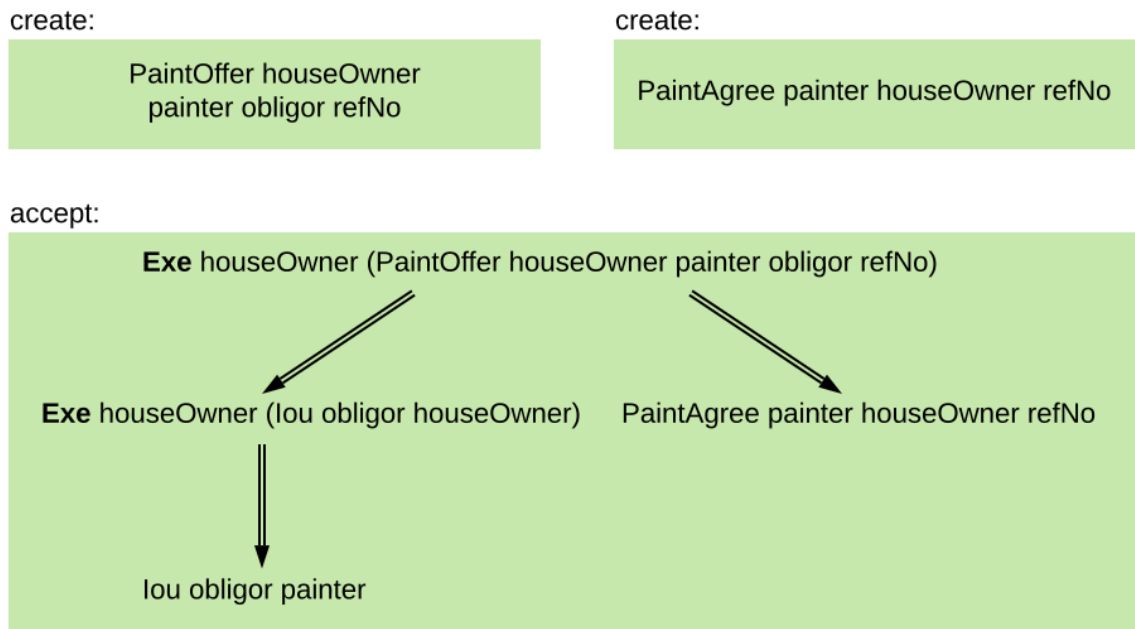 create:
PaintOffer houseOwner
painter obligor refNo
create:
PaintAgree painter houseOwner refNo
accept:
Exe houseOwner (PaintOffer houseOwner painter obligor refNo)
Exe houseOwner (Iou obligor houseOwner)
PaintAgree painter houseOwner refNo
Iou obligor painter